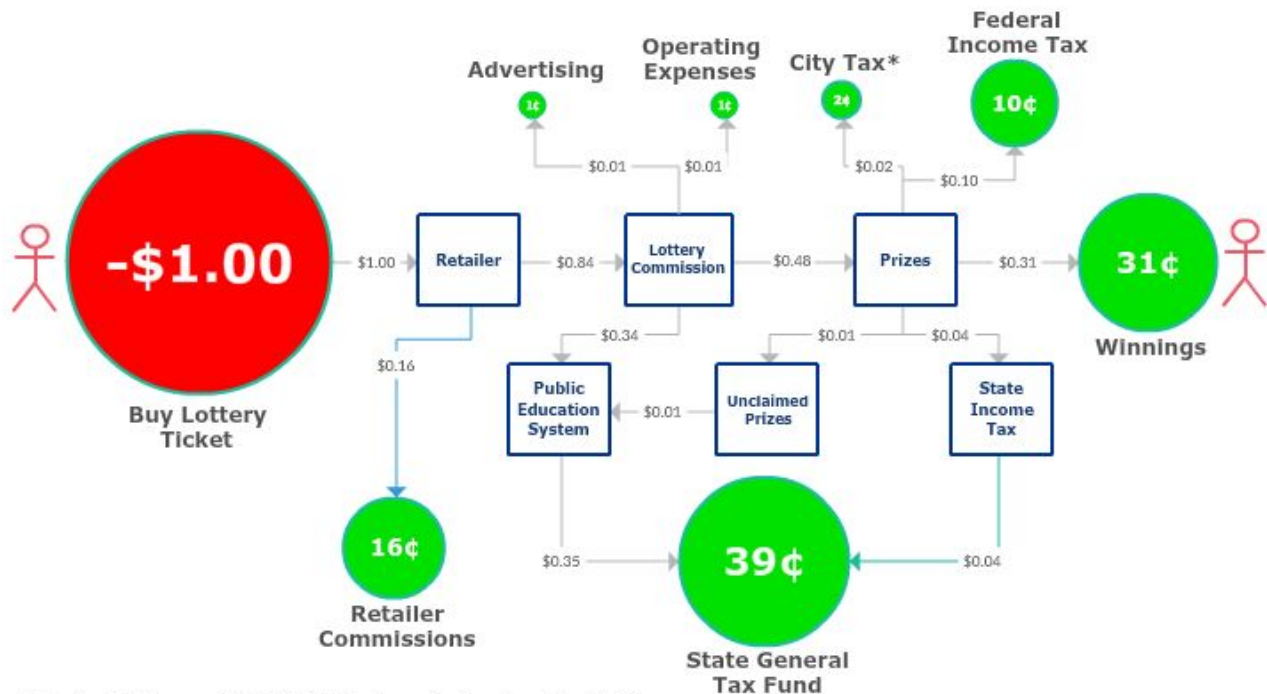 Federal
Income Tax
Operating
Expenses
City Tax*
Advertising
1¢
1¢
2¢
10¢
$0.01
$0.01
$0.02
$0.10
-$1.00
$1.00
Retailer
$0.84
Lottery
Commission
$0.48
Prizes
$0.31
31¢
Winnings
$0.16
$0.34
$0.01
$0.04
Public
Education
System
$0.01
Unclaimed
Prizes
State
Income
Tax
Buy Lottery
Ticket
16¢
Retailer
Commissions
$0.35
39¢
$0.04
State General
Tax Fund